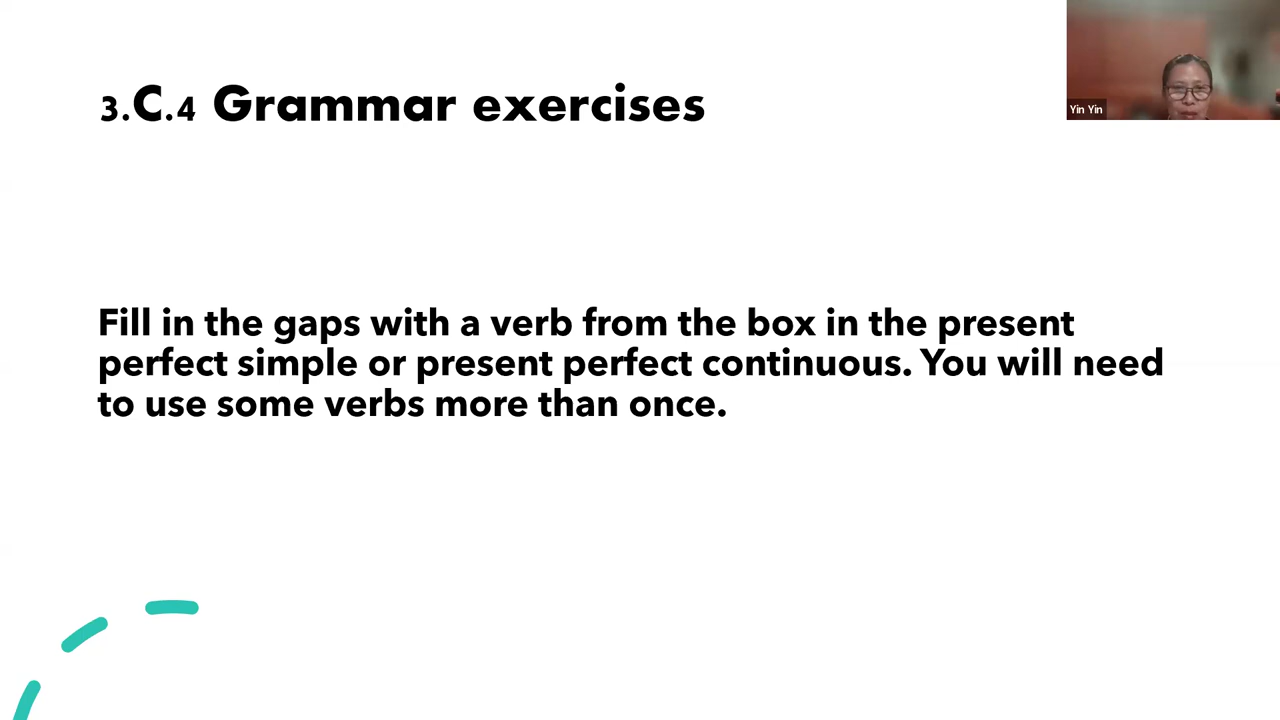 3.C.4 Grammar exercises
Yin Yin
Fill in the gaps with a verb from the box in the present
perfect simple or present perfect continuous. You will need
to use some verbs more than once.